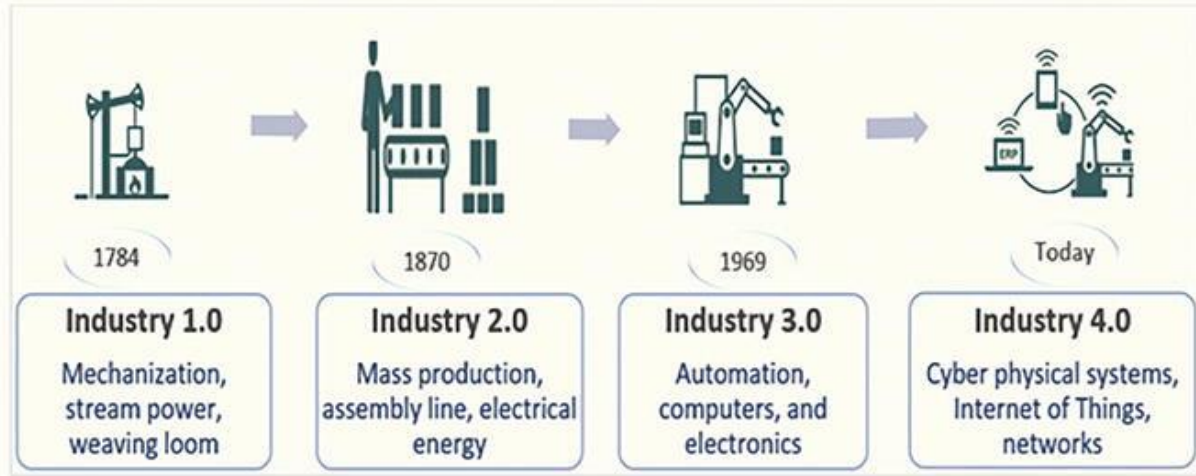 ERP
1784
1870
1969
Today
Industry 1.0
Mechanization,
stream power,
weaving loom
Industry 2.0
Mass production,
assembly line, electrical
energy
Industry 3.0
Automation,
computers, and
electronics
Industry 4.0
Cyber physical systems,
Internet of Things,
networks